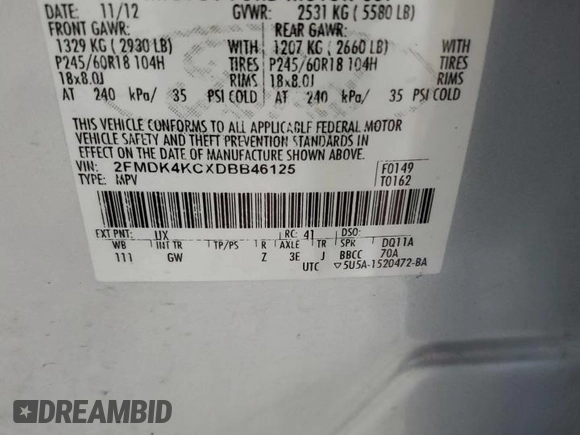 DATE: 11/12 GVWR: 2531 KG ( 5580 LB)
FRONT GAWR: REAR GAWR:
1329 KG ( 2930 LB) WITH 1207 KG ( 2660 LB) WITH
P245/60R18 104H TIRES P245/60R18 104H TIRES
18x8.0J RIMS 18x8.0J RIMS
AT 240 kPa/ 35 PSI COLD AT 240 kPa/ 35 PSI COLD
THIS VEHICLE CONFORMS TO ALL APPLICABLE FEDERAL MOTOR
VEHICLE SAFETY AND THEFT PREVENTION STANDARDS IN
EFFECT ON THE DATE OF MANUFACTURE SHOWN ABOVE.
VIN: 2FMDK4KCXDBB46125 F0149
TYPE: MPV T0162
EXT PNT: UX RC: 41 DSO:
WB INT TR TP/PS R AXLE TR SPR DQ11A
111 GW Z 3E J BBCC 70A
UTC ▽5U5A-1520472-BA
DREAMBID